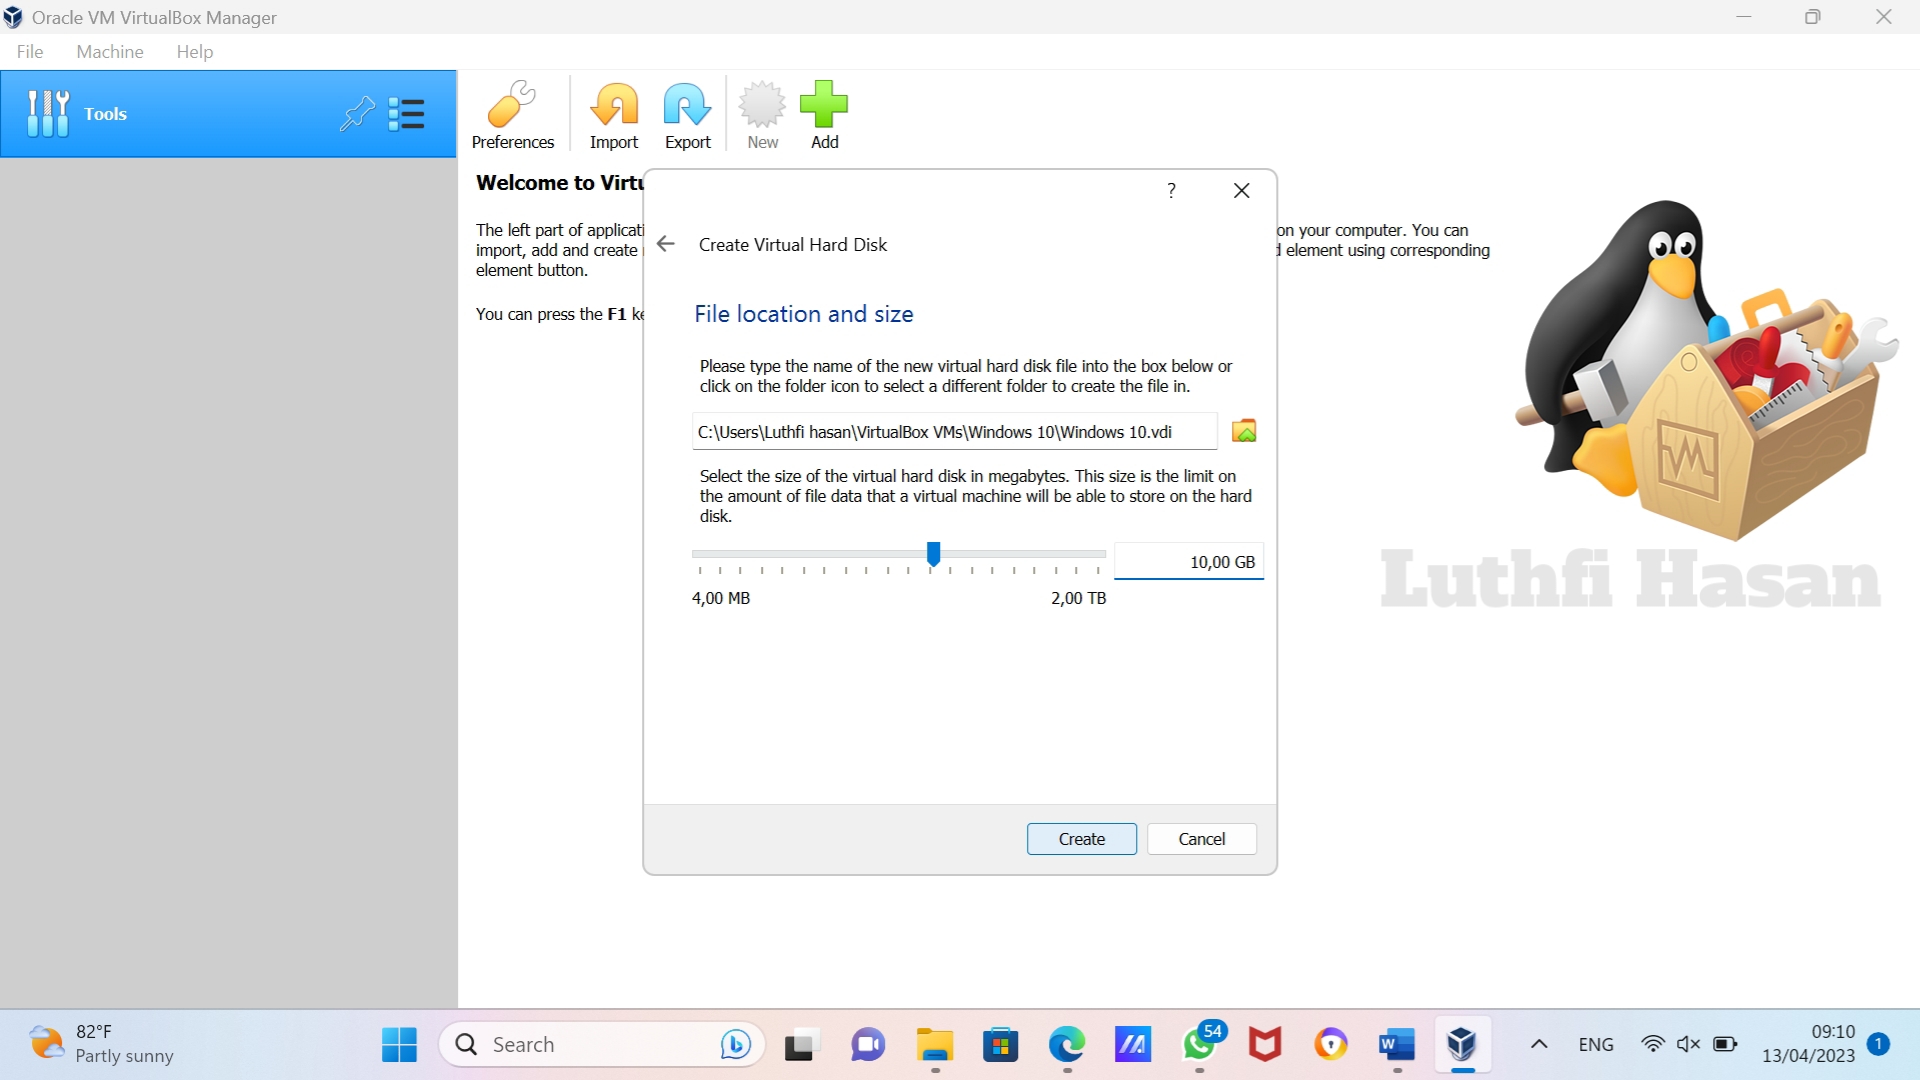 Oracle VM VirtualBox Manager
File Machine Help
Tools
Preferences Import Export New Add
Welcome to Virtu
The left part of applicati
import, add and create
element button.
You can press the F1 ke
on your computer. You can
element using corresponding
?
Create Virtual Hard Disk
File location and size
Please type the name of the new virtual hard disk file into the box below or
click on the folder icon to select a different folder to create the file in.
C:\Users\Luthfi hasan\VirtualBox VMs\Windows 10\Windows 10.vdi
Select the size of the virtual hard disk in megabytes. This size is the limit on
the amount of file data that a virtual machine will be able to store on the hard
disk.
10,00 GB
4,00 MB 2,00 TB
Create Cancel
Luthfi Hasan
82°F
Partly sunny
Search
54
W
ENG
09:10
13/04/2023
1